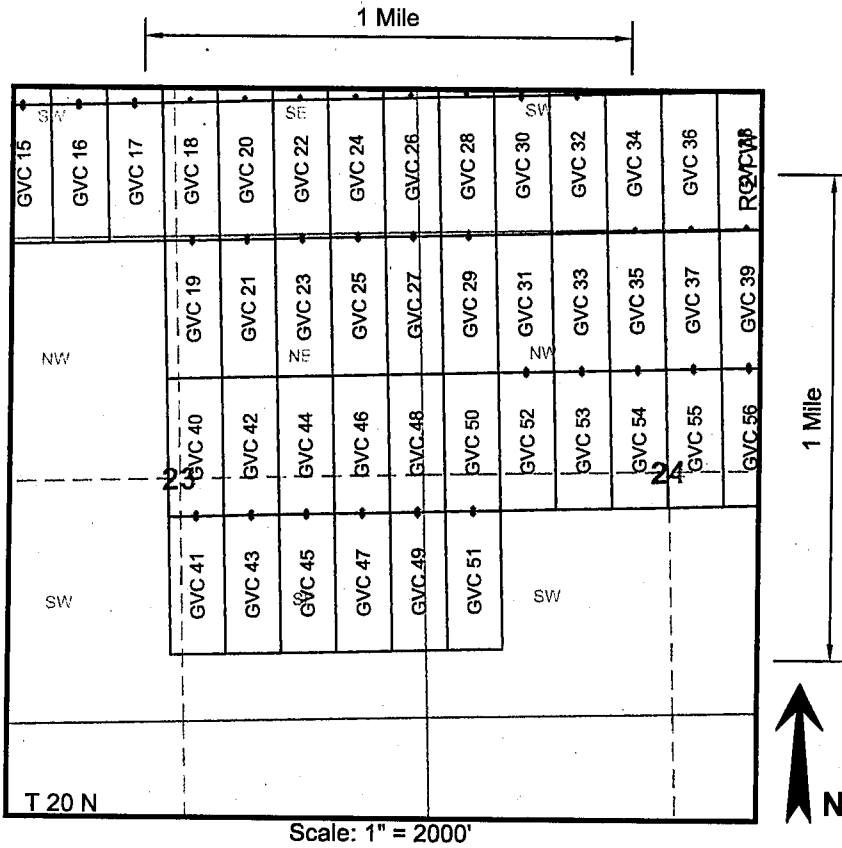 1 Mile
SW SE SW
GVC 15 GVC 16 GVC 17 GVC 18 GVC 20 GVC 22 GVC 24 GVC 26 GVC 28 GVC 30 GVC 32 GVC 34 GVC 36
GVC 19 GVC 21 GVC 23 GVC 25 GVC 27 GVC 29 GVC 31 GVC 33 GVC 35 GVC 37 GVC 39
NW NE NW
1 Mile
GVC 40 GVC 42 GVC 44 GVC 46 GVC 48 GVC 50 GVC 52 GVC 53 GVC 54 GVC 55 GVC 56
23 24
GVC 41 GVC 43 GVC 45 GVC 47 GVC 49 GVC 51
SW SW
T 20 N
N
Scale: 1" = 2000'